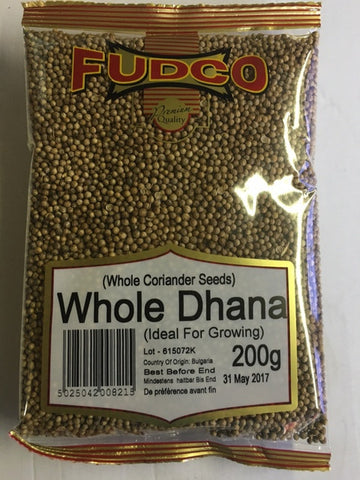 FUDCO
Premium
Quality
(Whole Coriander Seeds)
Whole Dhana
(Ideal For Growing)
Lot - 615072K
200g
Country Of Origin: Bulgaria
Best Before End
Mindestens haltbar Bis End 31 May 2017
De préférence avant fin
5025042008215